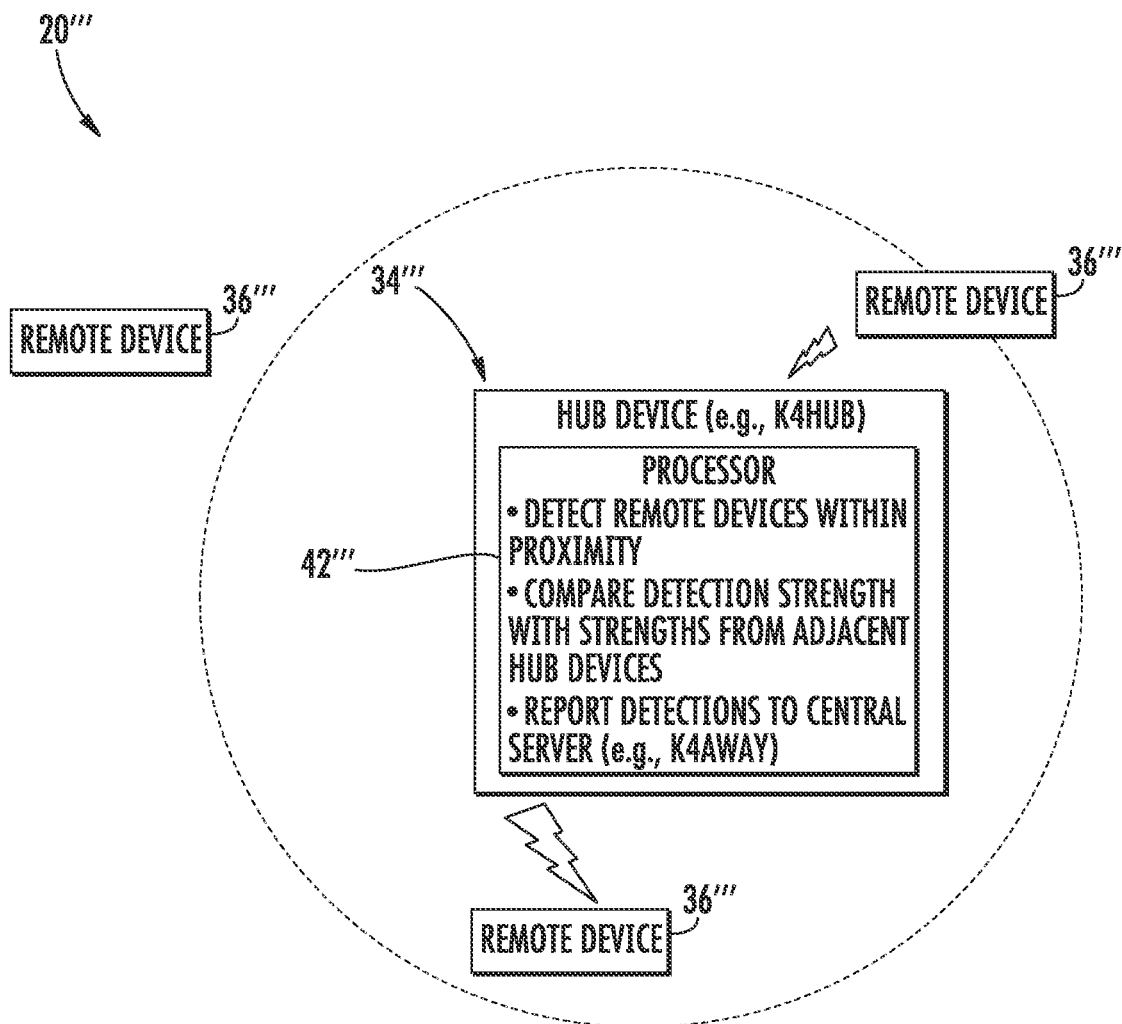 20'''
34'''
36'''
36'''
REMOTE DEVICE
REMOTE DEVICE
HUB DEVICE (e.g., K4HUB)
PROCESSOR
• DETECT REMOTE DEVICES WITHIN
PROXIMITY
• COMPARE DETECTION STRENGTH
WITH STRENGTHS FROM ADJACENT
HUB DEVICES
• REPORT DETECTIONS TO CENTRAL
SERVER (e.g., K4AWAY)
42'''
36'''
REMOTE DEVICE